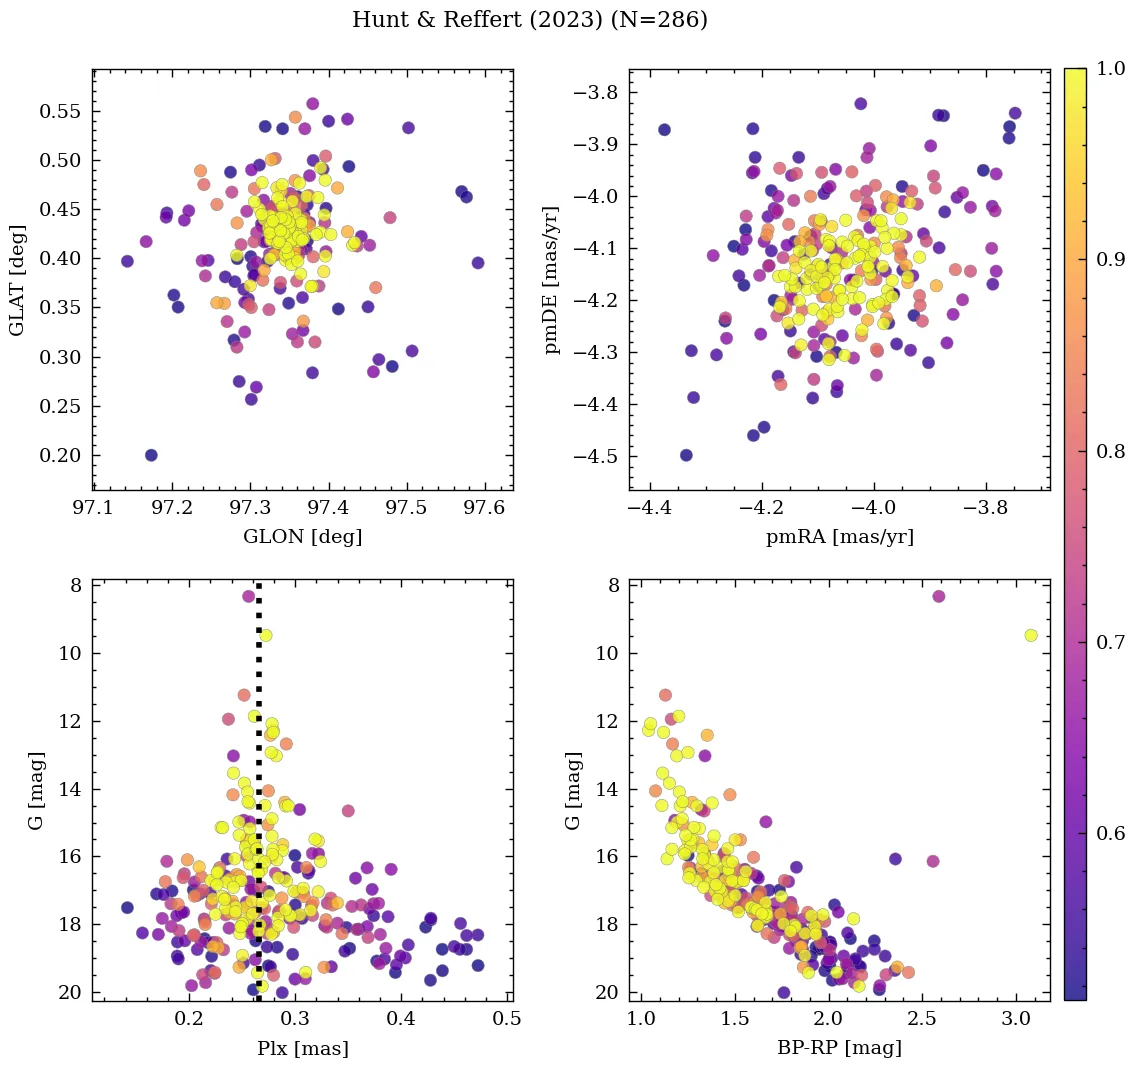 Hunt & Reffert (2023) (N=286)
0.55
0.50
0.45
0.40
0.35
0.30
0.25
0.20
GLAT [deg]
97.1 97.2 97.3 97.4 97.5 97.6
GLON [deg]
−3.8
−3.9
−4.0
−4.1
−4.2
−4.3
−4.4
−4.5
pmDE [mas/yr]
−4.4 −4.2 −4.0 −3.8
pmRA [mas/yr]
8
10
12
14
16
18
20
G [mag]
0.2 0.3 0.4 0.5
Plx [mas]
8
10
12
14
16
18
20
G [mag]
1.0 1.5 2.0 2.5 3.0
BP-RP [mag]
1.0
0.9
0.8
0.7
0.6